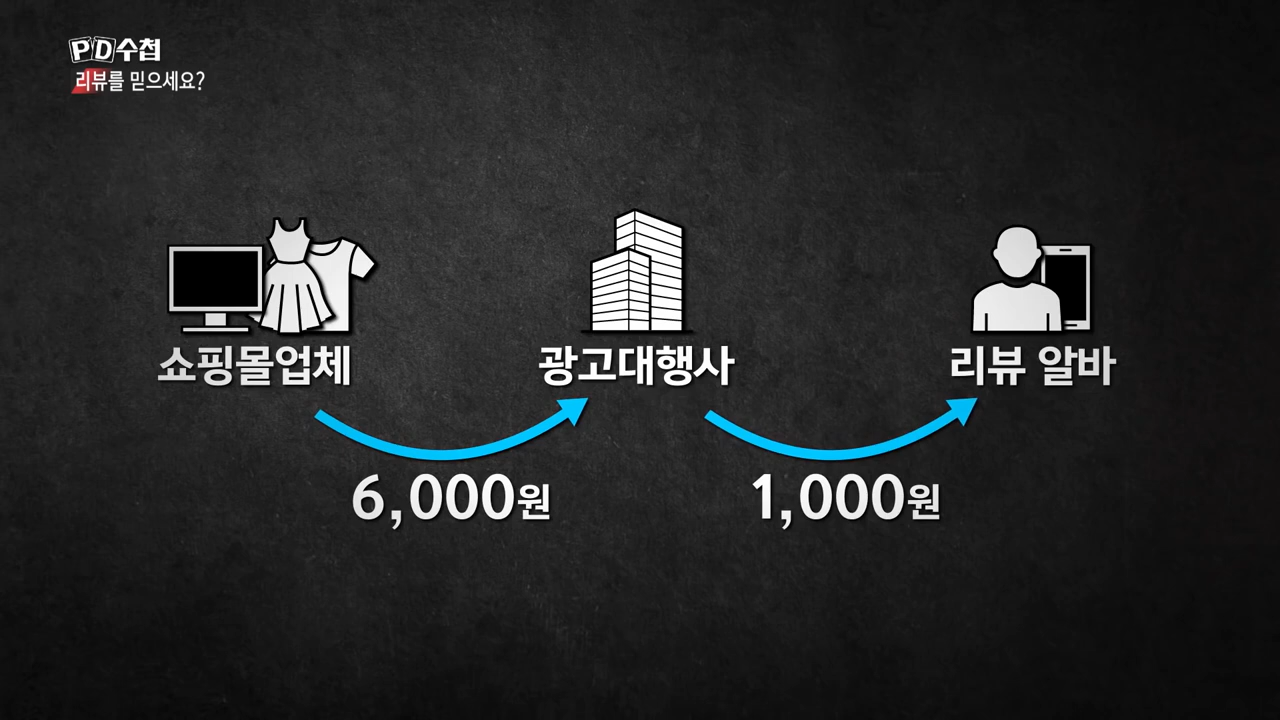 PD수첩
리뷰를 믿으세요?
쇼핑몰업체
광고대행사
리뷰 알바
6,000원
1,000원